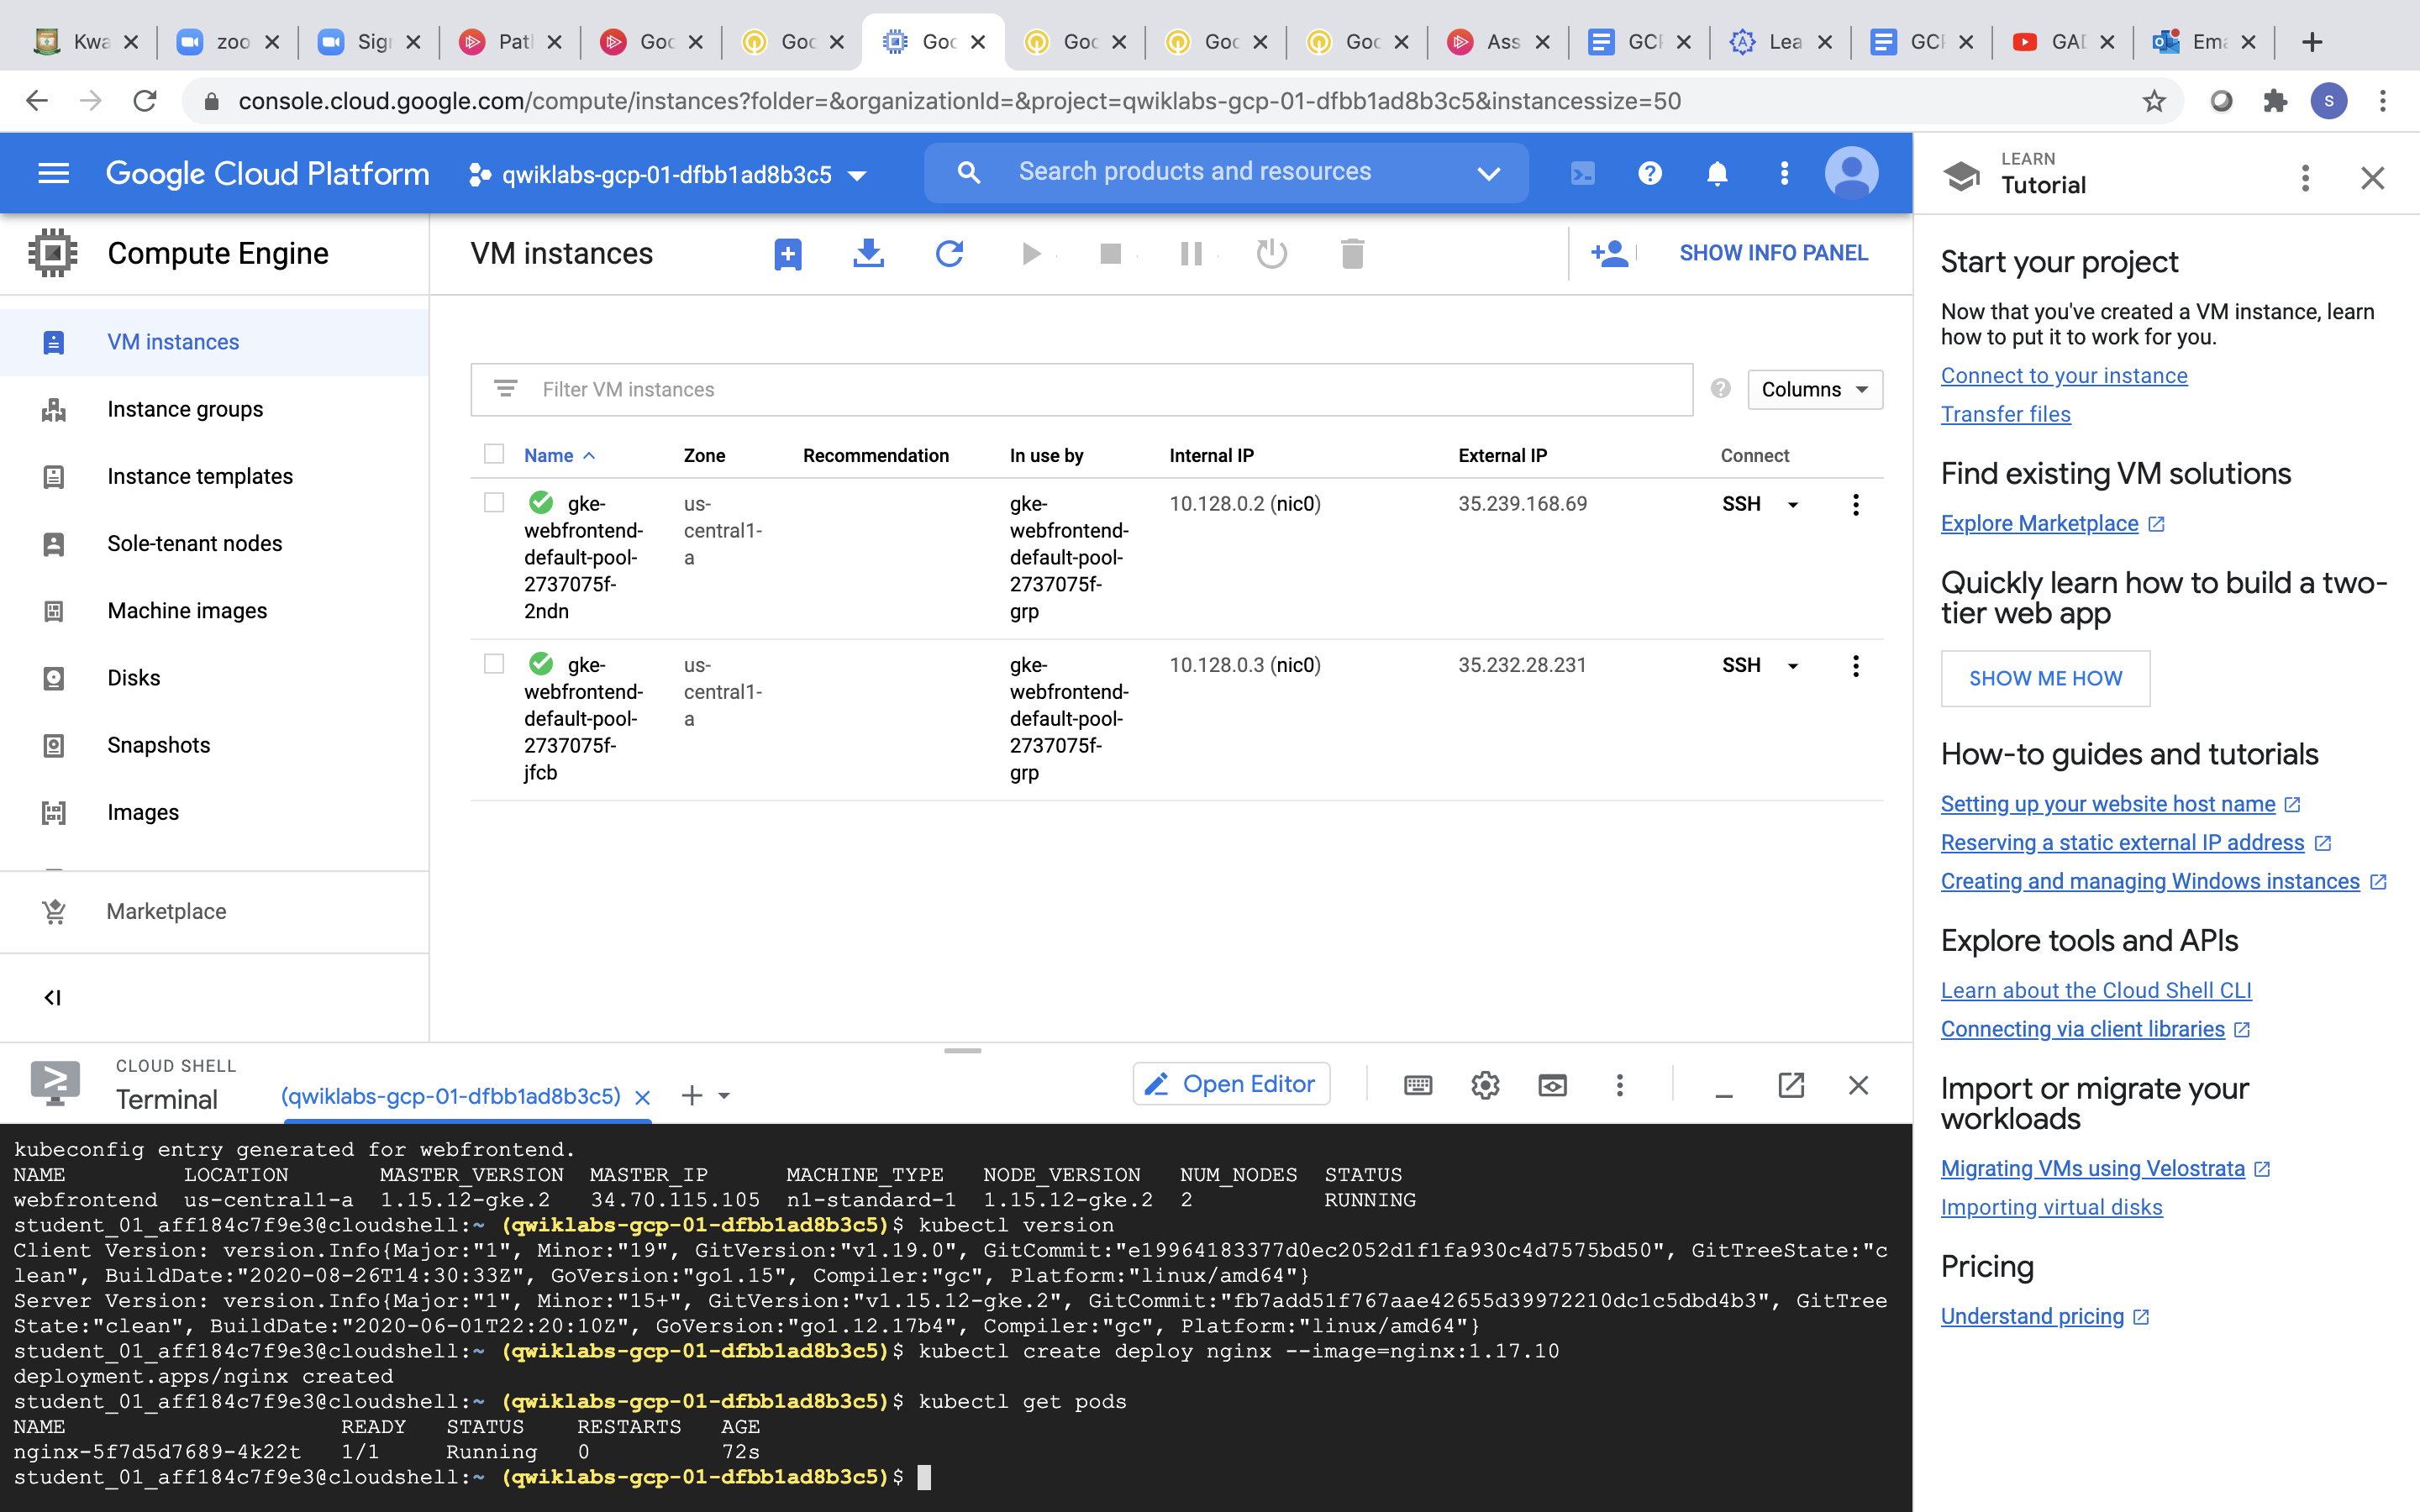 Kwa
zoo
Sig
Pat
Goo
Goo
Goo
Goo
Goo
Goo
Ass
GC
Lea
GC
GA
Ema
console.cloud.google.com/compute/instances?folder=&organizationId=&project=qwiklabs-gcp-01-dfbb1ad8b3c5&instancessize=50
S
Google Cloud Platform
qwiklabs-gcp-01-dfbb1ad8b3c5
Search products and resources
Compute Engine
VM instances
Instance groups
Instance templates
Sole-tenant nodes
Machine images
Disks
Snapshots
Images
Marketplace
VM instances
SHOW INFO PANEL
Filter VM instances
Columns
Name Zone Recommendation In use by Internal IP External IP Connect
gke-webfrontend-default-pool-2737075f-2ndn us-central1-a gke-webfrontend-default-pool-2737075f-grp 10.128.0.2 (nic0) 35.239.168.69 SSH
gke-webfrontend-default-pool-2737075f-jfcb us-central1-a gke-webfrontend-default-pool-2737075f-grp 10.128.0.3 (nic0) 35.232.28.231 SSH
LEARN
Tutorial
Start your project
Now that you've created a VM instance, learn
how to put it to work for you.
Connect to your instance
Transfer files
Find existing VM solutions
Explore Marketplace
Quickly learn how to build a two-
tier web app
SHOW ME HOW
How-to guides and tutorials
Setting up your website host name
Reserving a static external IP address
Creating and managing Windows instances
Explore tools and APIs
Learn about the Cloud Shell CLI
Connecting via client libraries
Import or migrate your
workloads
Migrating VMs using Velostrata
Importing virtual disks
Pricing
Understand pricing
CLOUD SHELL
Terminal
(qwiklabs-gcp-01-dfbb1ad8b3c5)
Open Editor
kubeconfig entry generated for webfrontend.
NAME LOCATION MASTER_VERSION MASTER_IP MACHINE_TYPE NODE_VERSION NUM_NODES STATUS
webfrontend us-central1-a 1.15.12-gke.2 34.70.115.105 n1-standard-1 1.15.12-gke.2 2 RUNNING
student_01_aff184c7f9e3@cloudshell:~ (qwiklabs-gcp-01-dfbb1ad8b3c5)$ kubectl version
Client Version: version.Info{Major:"1", Minor:"19", GitVersion:"v1.19.0", GitCommit:"e19964183377d0ec2052d1f1fa930c4d7575bd50", GitTreeState:"c
lean", BuildDate:"2020-08-26T14:30:33Z", GoVersion:"go1.15", Compiler:"gc", Platform:"linux/amd64"}
Server Version: version.Info{Major:"1", Minor:"15+", GitVersion:"v1.15.12-gke.2", GitCommit:"fb7add51f767aae42655d39972210dc1c5dbd4b3", GitTree
State:"clean", BuildDate:"2020-06-01T22:20:10Z", GoVersion:"go1.12.17b4", Compiler:"gc", Platform:"linux/amd64"}
student_01_aff184c7f9e3@cloudshell:~ (qwiklabs-gcp-01-dfbb1ad8b3c5)$ kubectl create deploy nginx --image=nginx:1.17.10
deployment.apps/nginx created
student_01_aff184c7f9e3@cloudshell:~ (qwiklabs-gcp-01-dfbb1ad8b3c5)$ kubectl get pods
NAME READY STATUS RESTARTS AGE
nginx-5f7d5d7689-4k22t 1/1 Running 0 72s
student_01_aff184c7f9e3@cloudshell:~ (qwiklabs-gcp-01-dfbb1ad8b3c5)$